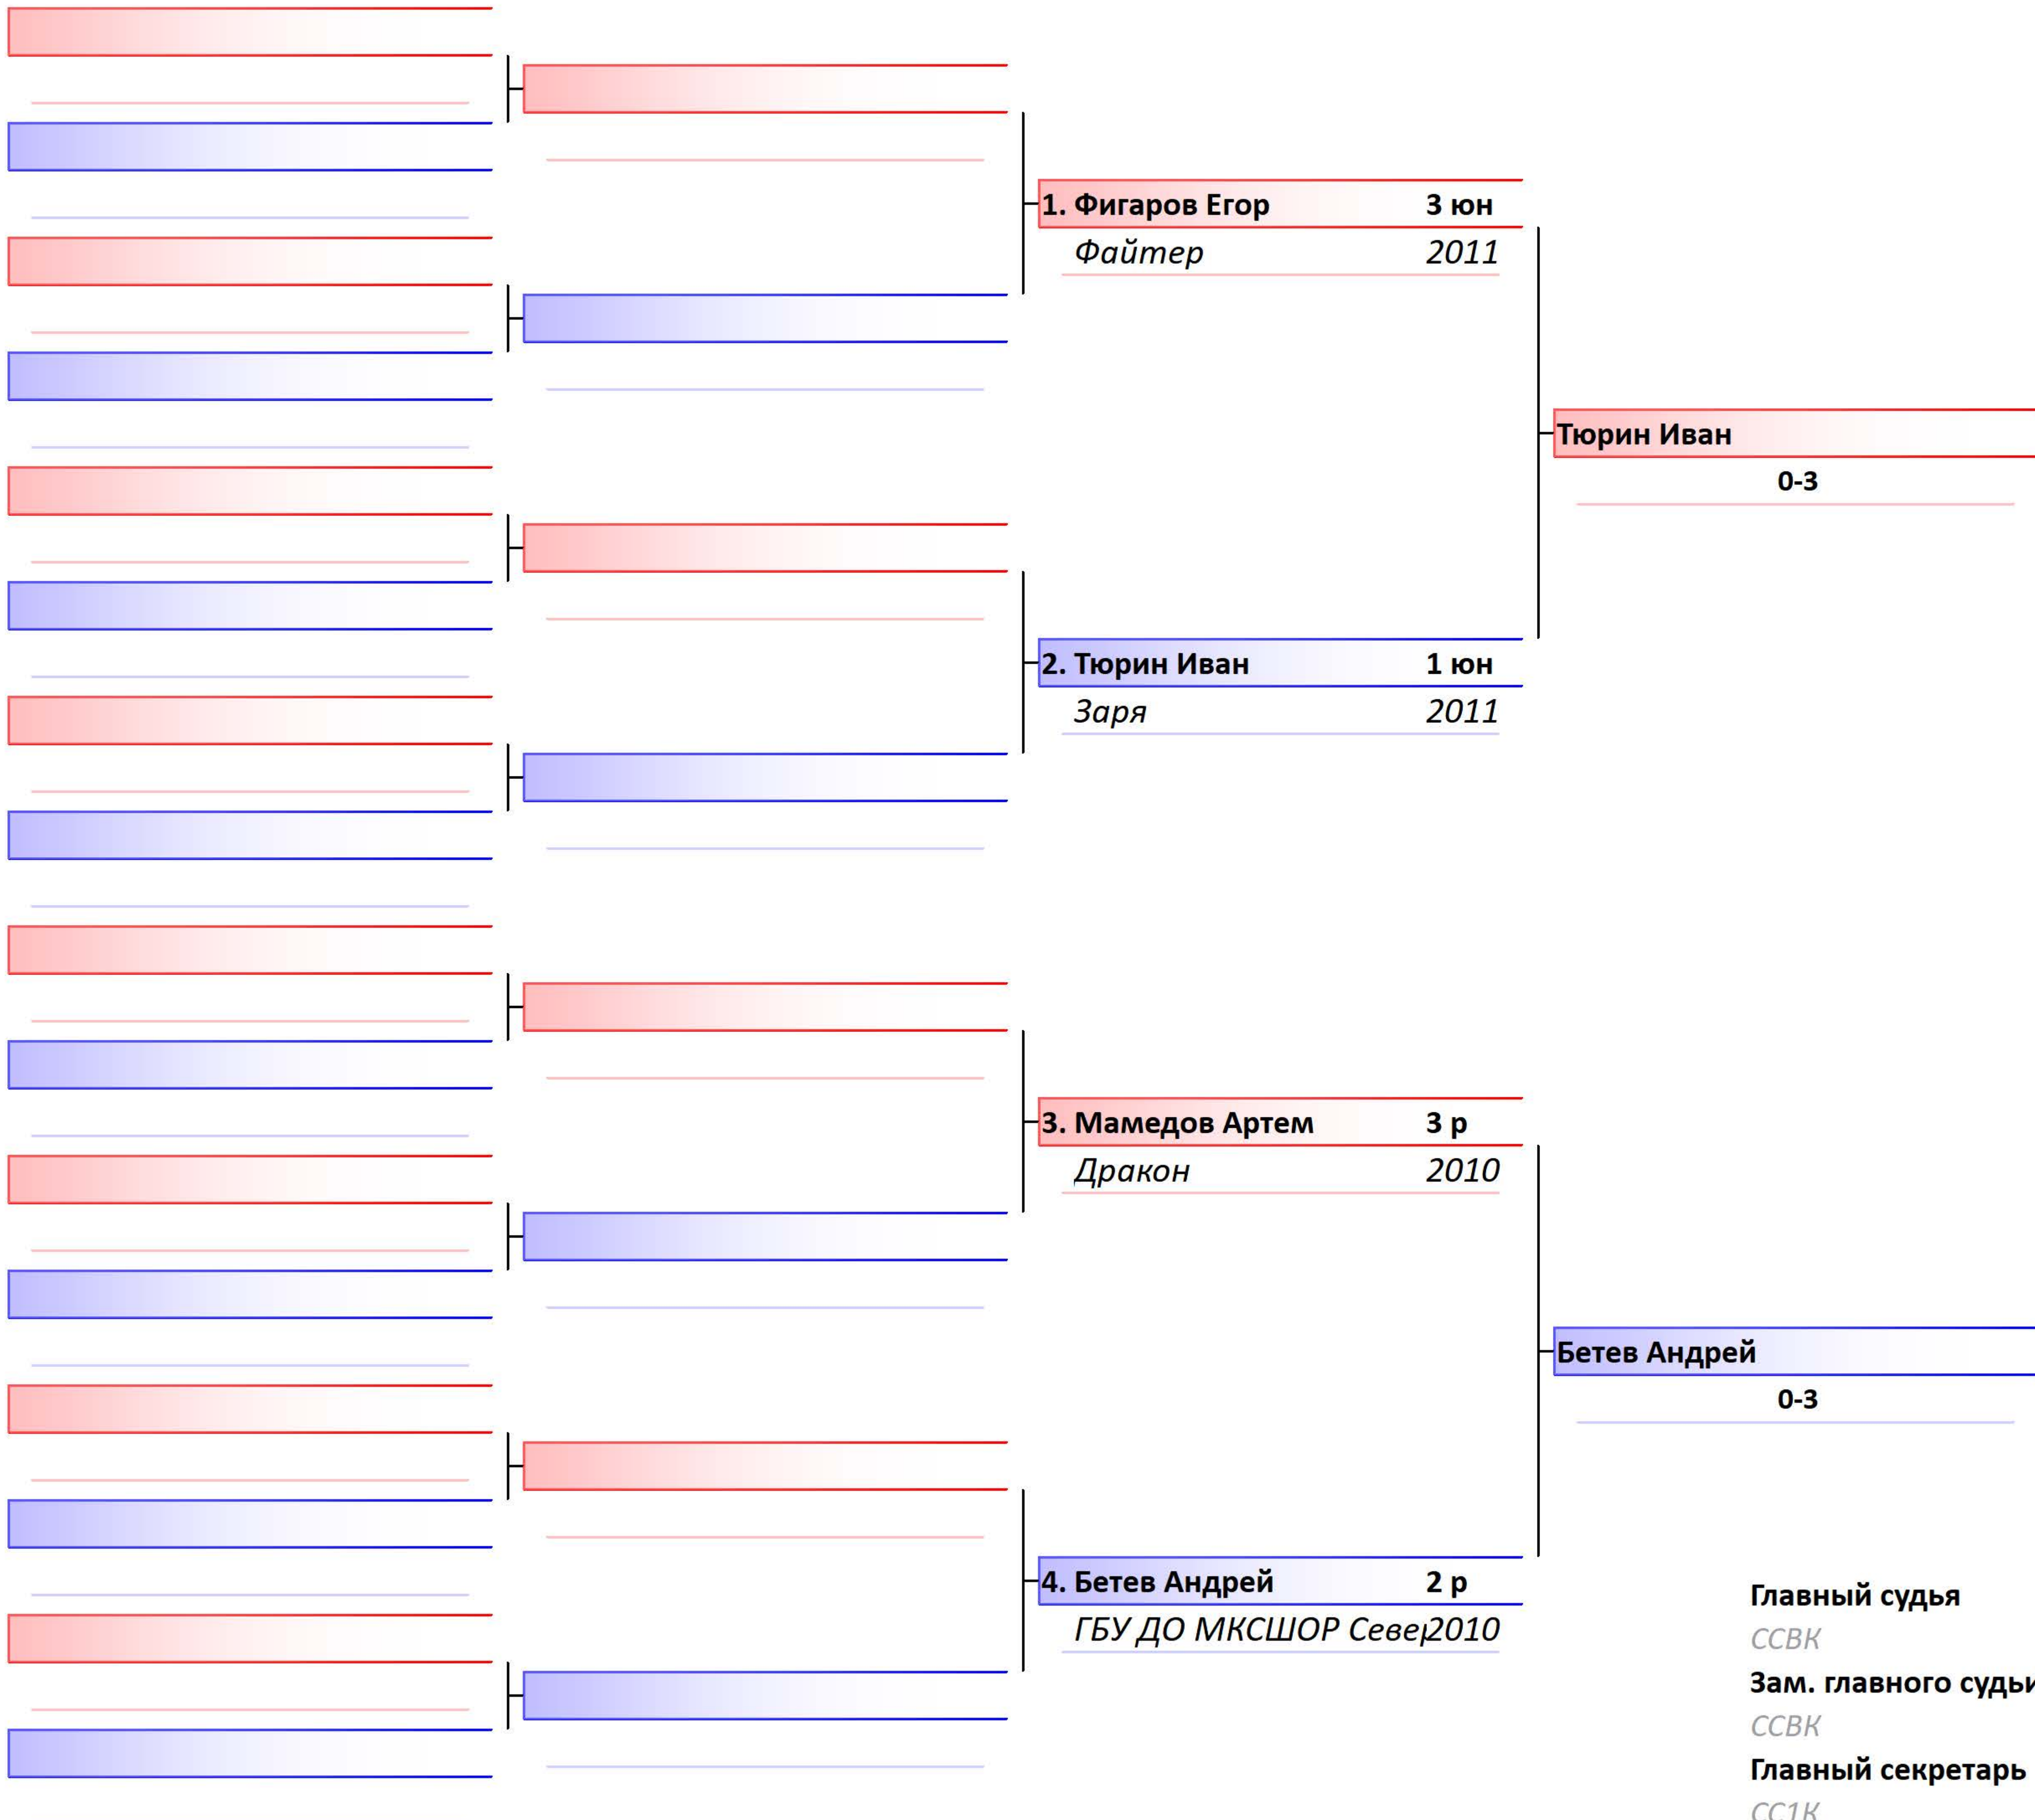 1. Фигаров Егор 3 юн
Файтер 2011
Тюрин Иван
0-3
2. Тюрин Иван 1 юн
Заря 2011
3. Мамедов Артем 3 р
Дракон 2010
Бетев Андрей
0-3
4. Бетев Андрей 2 р
ГБУ ДО МКСШОР Север 2010
Главный судья
ССВК
Зам. главного судьи
ССВК
Главный секретарь
СС1К